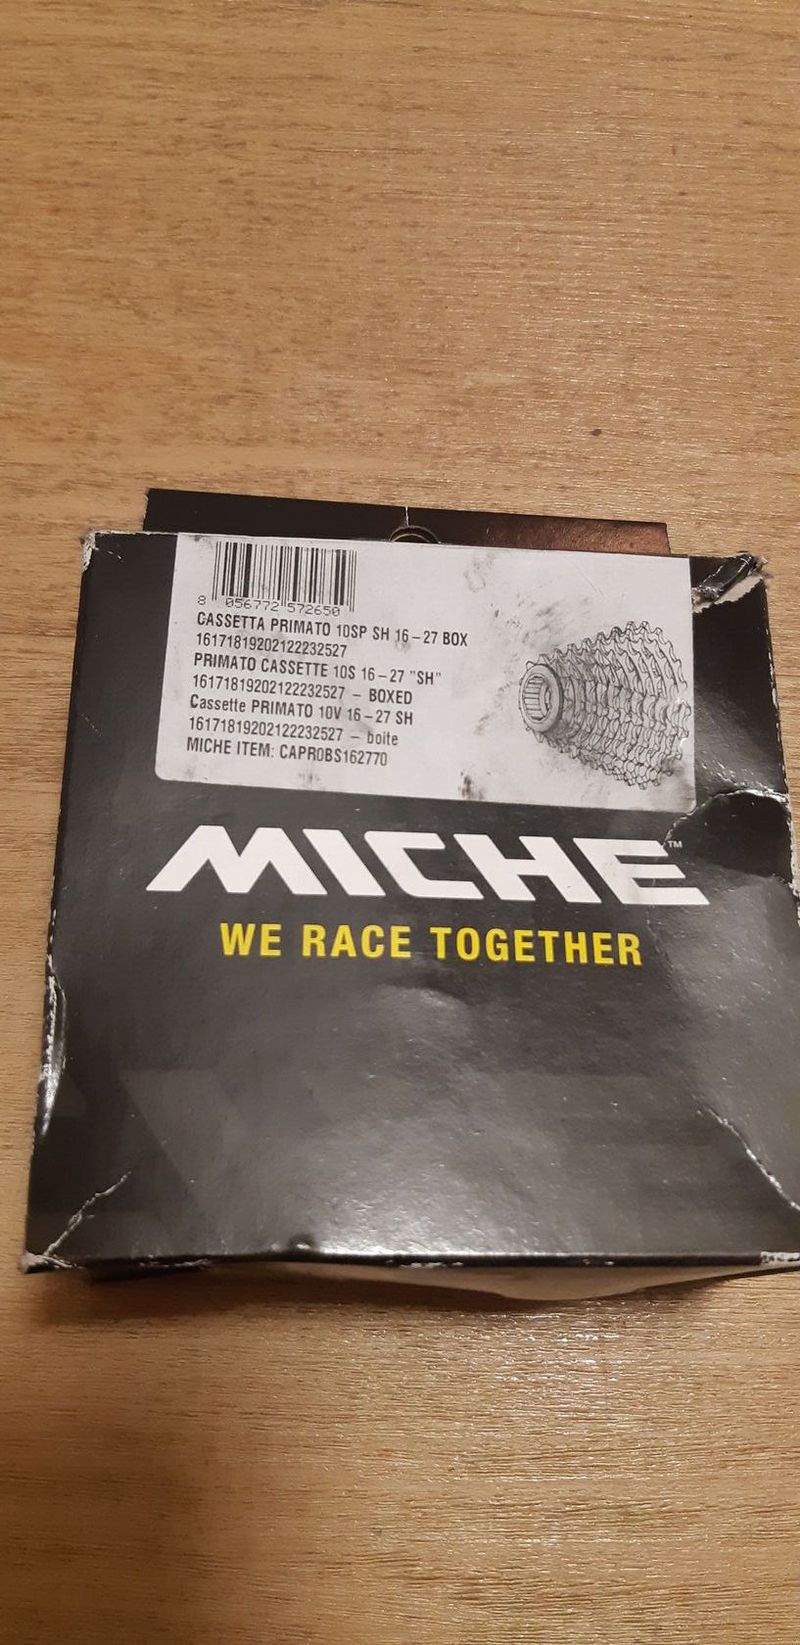 8 056772 572650
CASSETTA PRIMATO 10SP SH 16-27 BOX
16171819202122232527
PRIMATO CASSETTE 10S 16-27 "SH"
16171819202122232527 - BOXED
Cassette PRIMATO 10V 16-27 SH
16171819202122232527 - boite
MICHE ITEM: CAPR0BS162770
MICHE™
WE RACE TOGETHER